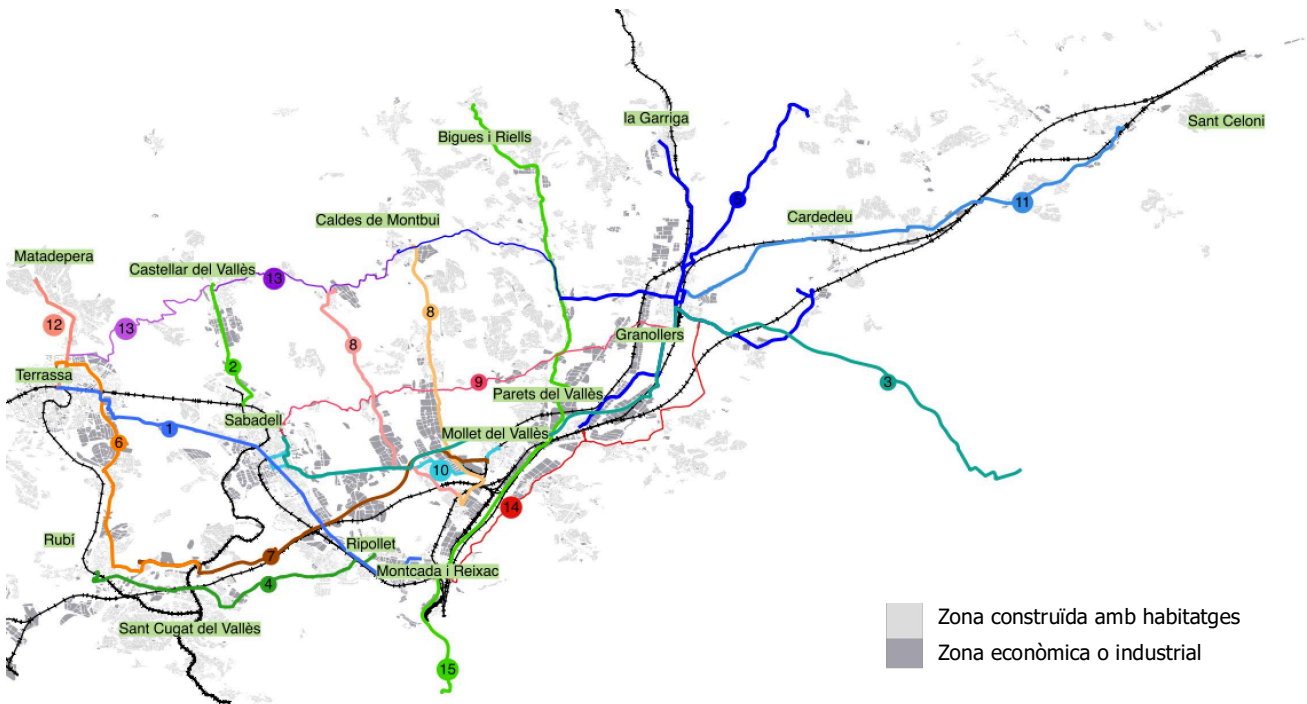 la Garriga
Sant Celoni
Bigues i Riells
5
11
Cardedeu
Caldes de Montbui
Matadepera
Castellar del Vallès
13
8
12
13
8
Granollers
2
9
3
Terrassa
Parets del Vallès
Sabadell
1
6
Mollet del Vallès
10
14
Rubí
7
Ripollet
4
Montcada i Reixac
Sant Cugat del Vallès
15
Zona construïda amb habitatges
Zona econòmica o industrial